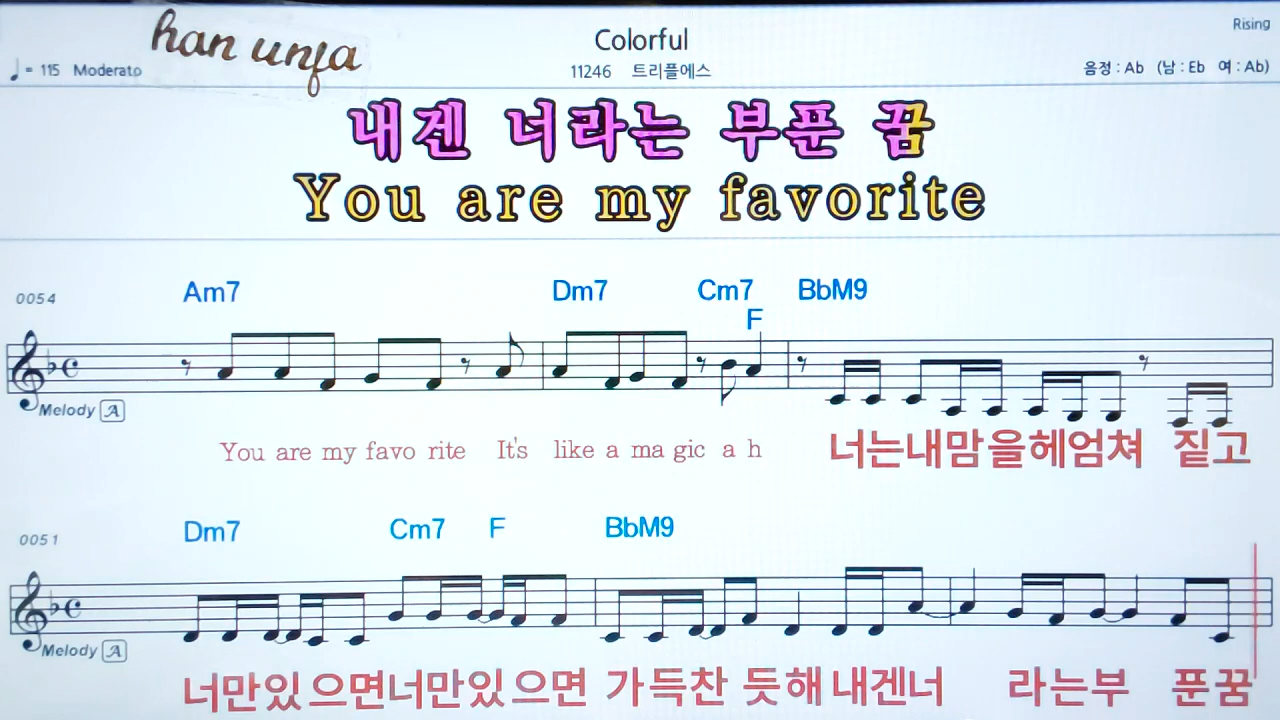 han unja
Colorful
Rising
♩= 115 Moderato
11246 트리플에스
음정 : Ab (남 : Eb 여 : Ab)
내겐 너라는 부푼 꿈
You are my favorite
0054
Am7 Dm7 Cm7 F BbM9
Melody A
You are my favo rite It's like a ma gic a h 너는내맘을헤엄쳐 짙고
0051
Dm7 Cm7 F BbM9
Melody A
너만있으면너만있으면 가득찬 듯해 내겐너 라는부 푼꿈